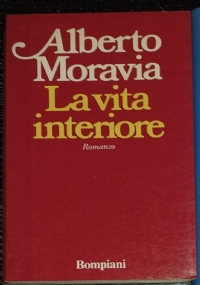 Alberto
Moravia
La vita
interiore
Romanzo
Bompiani